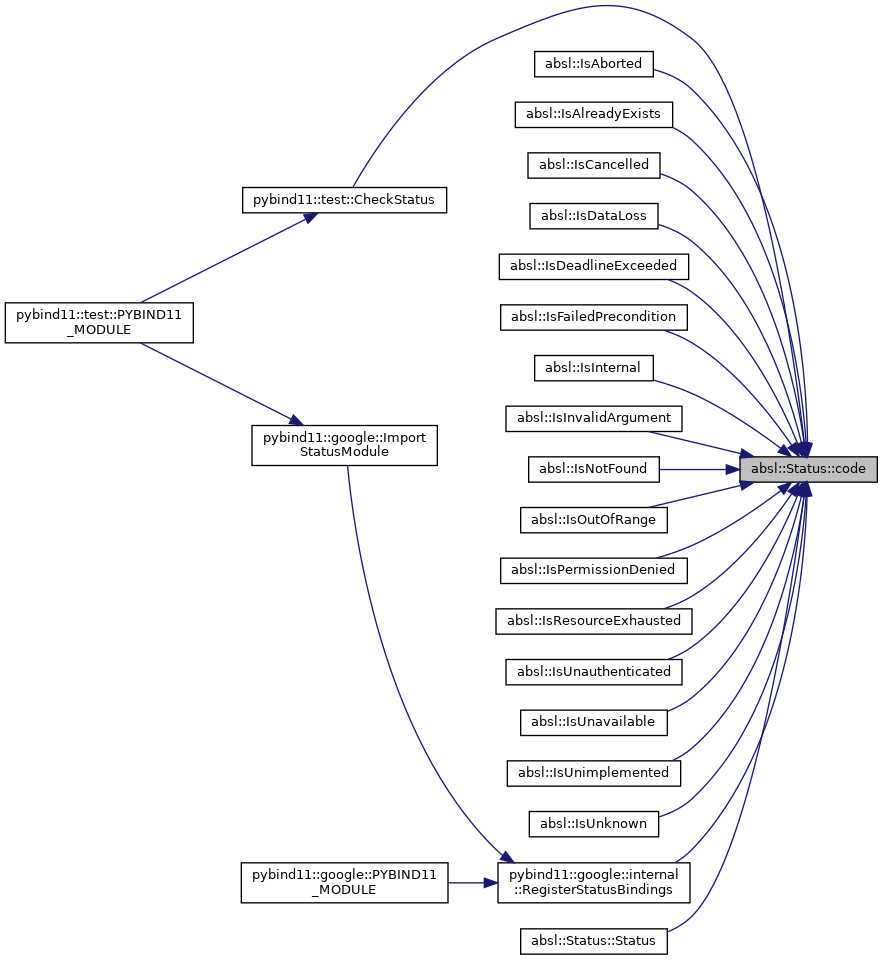 absl::IsAborted
absl::IsAlreadyExists
absl::IsCancelled
pybind11::test::CheckStatus
absl::IsDataLoss
absl::IsDeadlineExceeded
pybind11::test::PYBIND11
_MODULE
absl::IsFailedPrecondition
absl::IsInternal
absl::IsInvalidArgument
pybind11::google::Import
StatusModule
absl::IsNotFound
absl::Status::code
absl::IsOutOfRange
absl::IsPermissionDenied
absl::IsResourceExhausted
absl::IsUnauthenticated
absl::IsUnavailable
absl::IsUnimplemented
absl::IsUnknown
pybind11::google::PYBIND11
_MODULE
pybind11::google::internal
::RegisterStatusBindings
absl::Status::Status